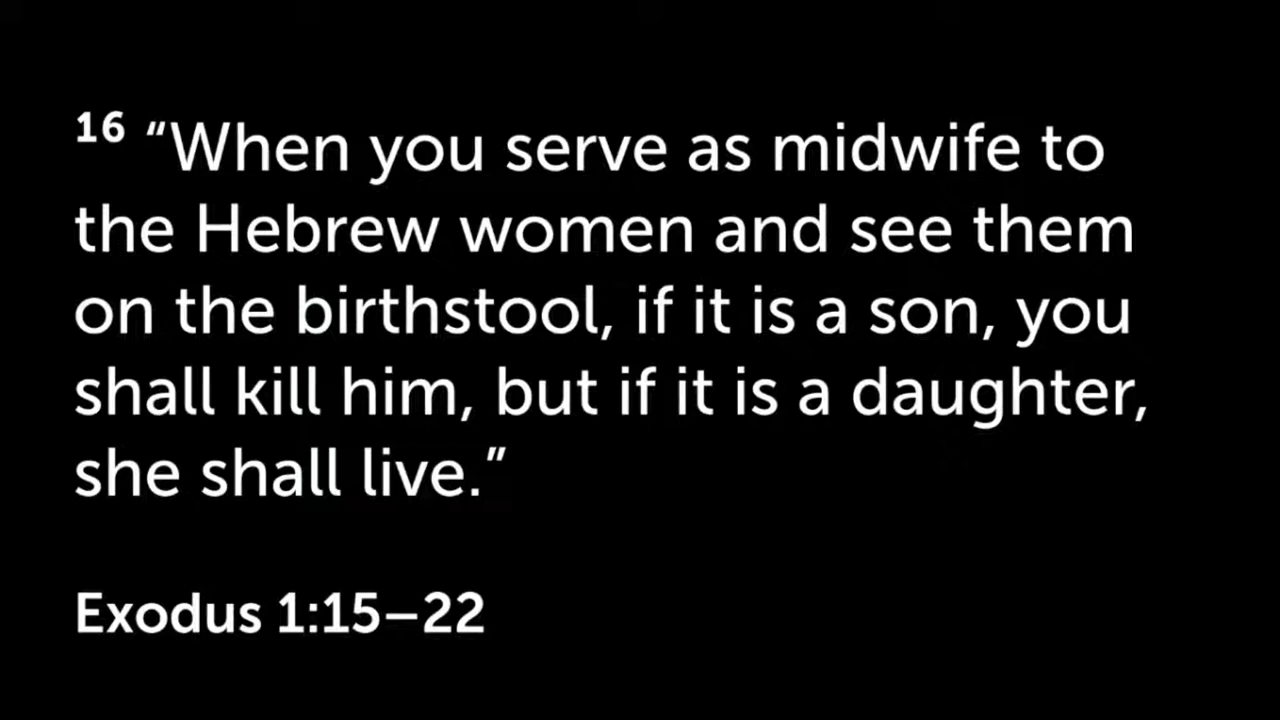 16 “When you serve as midwife to
the Hebrew women and see them
on the birthstool, if it is a son, you
shall kill him, but if it is a daughter,
she shall live.”
Exodus 1:15–22